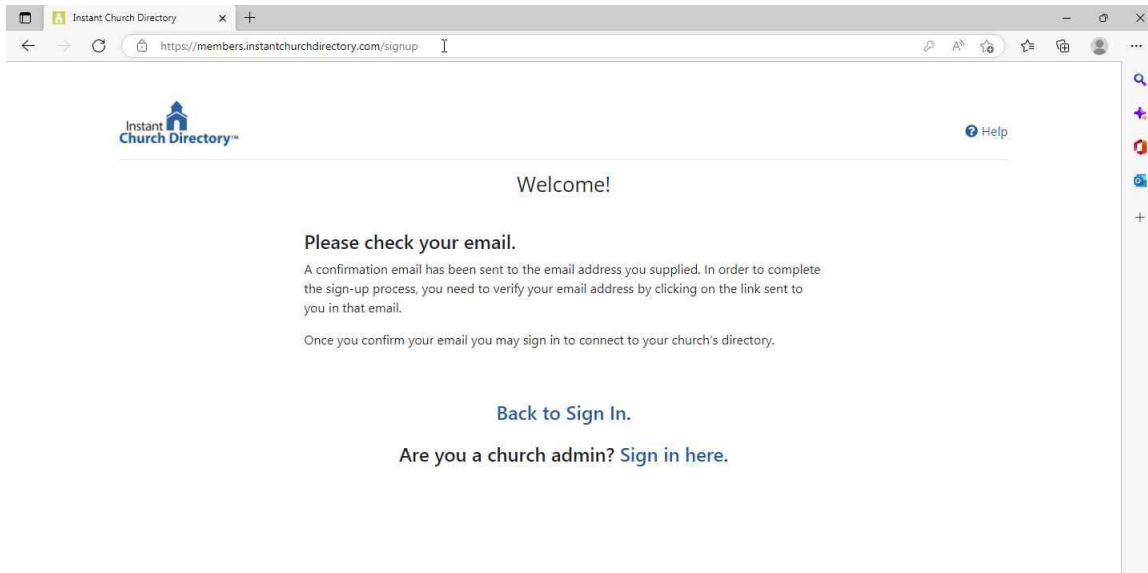 Instant Church Directory
https://members.instantchurchdirectory.com/signup
Instant
Church Directory™
Help
Welcome!
Please check your email.
A confirmation email has been sent to the email address you supplied. In order to complete
the sign-up process, you need to verify your email address by clicking on the link sent to
you in that email.
Once you confirm your email you may sign in to connect to your church's directory.
Back to Sign In.
Are you a church admin? Sign in here.